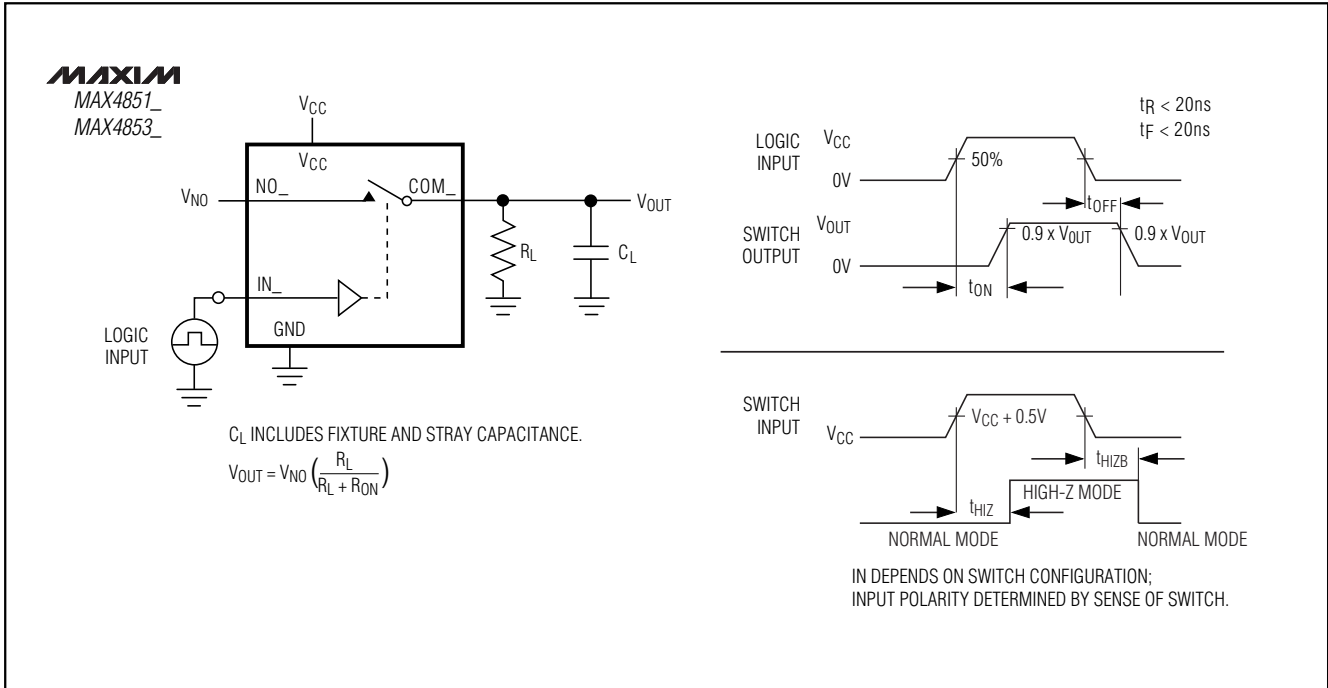 MAXIM
MAX4851_
MAX4853_
VCC
VCC
VNO
NO_
COM_
VOUT
RL
CL
IN_
GND
LOGIC
INPUT
CL INCLUDES FIXTURE AND STRAY CAPACITANCE.
VOUT = VNO (RL / RL + RON)
tR < 20ns
tF < 20ns
LOGIC
INPUT
VCC
0V
50%
tOFF
SWITCH
OUTPUT
VOUT
0V
0.9 x VOUT
0.9 x VOUT
tON
SWITCH
INPUT
VCC
VCC + 0.5V
tHIZB
HIGH-Z MODE
tHIZ
NORMAL MODE
NORMAL MODE
IN DEPENDS ON SWITCH CONFIGURATION;
INPUT POLARITY DETERMINED BY SENSE OF SWITCH.